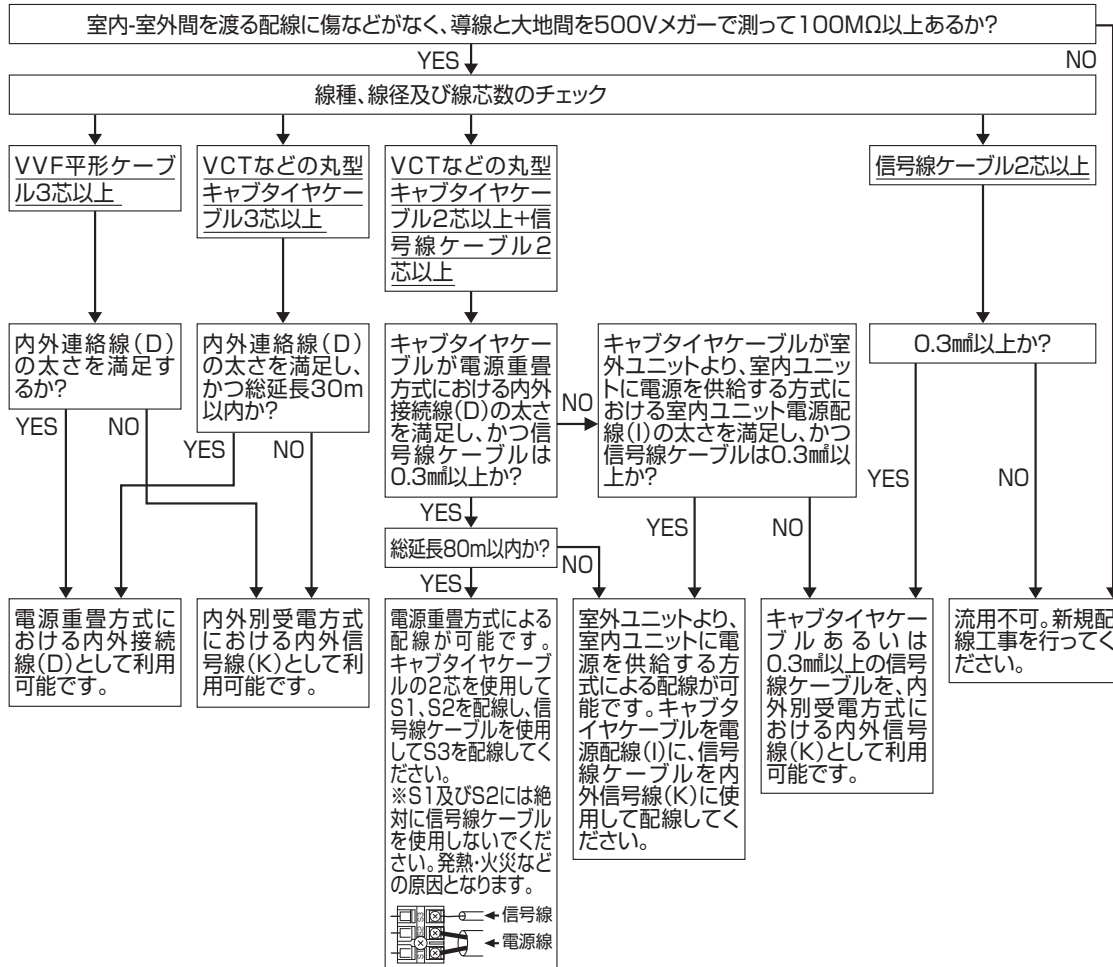 室内-室外間を渡る配線に傷などがなく、導線と大地間を500Vメガーで測って100MΩ以上あるか?
YES
NO
線種、線径及び線芯数のチェック
VVF平形ケーブ
ル3芯以上
VCTなどの丸型
キャブタイヤケー
ブル3芯以上
VCTなどの丸型
キャブタイヤケー
ブル2芯以上+信
号線ケーブル2
芯以上
信号線ケーブル2芯以上
内外連絡線(D)
の太さを満足す
るか?
内外連絡線(D)
の太さを満足し、
かつ総延長30m
以内か?
キャブタイヤケー
ブルが電源重畳
方式における内外
接続線(D)の太さ
を満足し、かつ信
号線ケーブルは
0.3m㎡以上か?
NO
キャブタイヤケーブルが室
外ユニットより、室内ユニッ
トに電源を供給する方式に
おける室内ユニット電源配
線(I)の太さを満足し、かつ
信号線ケーブルは0.3m㎡以
上か?
0.3m㎡以上か?
YES
NO
YES
NO
YES
YES
NO
YES
NO
総延長80m以内か?
NO
YES
電源重畳方式に
おける内外接続
線(D)として利用
可能です。
内外別受電方式
における内外信
号線(K)として利
用可能です。
電源重畳方式による
配線が可能です。
キャブタイヤケーブ
ルの2芯を使用して
S1、S2を配線し、信
号線ケーブルを使用
してS3を配線してく
ださい。
※S1及びS2には絶
対に信号線ケーブル
を使用しないでくだ
さい。発熱・火災など
の原因となります。
S3
信号線
S2
電源線
S1
室外ユニットより、
室内ユニットに電
源を供給する方
式による配線が可
能です。キャブタ
イヤケーブルを電
源配線(I)に、信号
線ケーブルを内
外信号線(K)に使
用して配線してく
ださい。
キャブタイヤケー
ブルあるいは
0.3m㎡以上の信号
線ケーブルを、内
外別受電方式に
おける内外信号
線(K)として利用
可能です。
流用不可。新規配
線工事を行ってく
ださい。